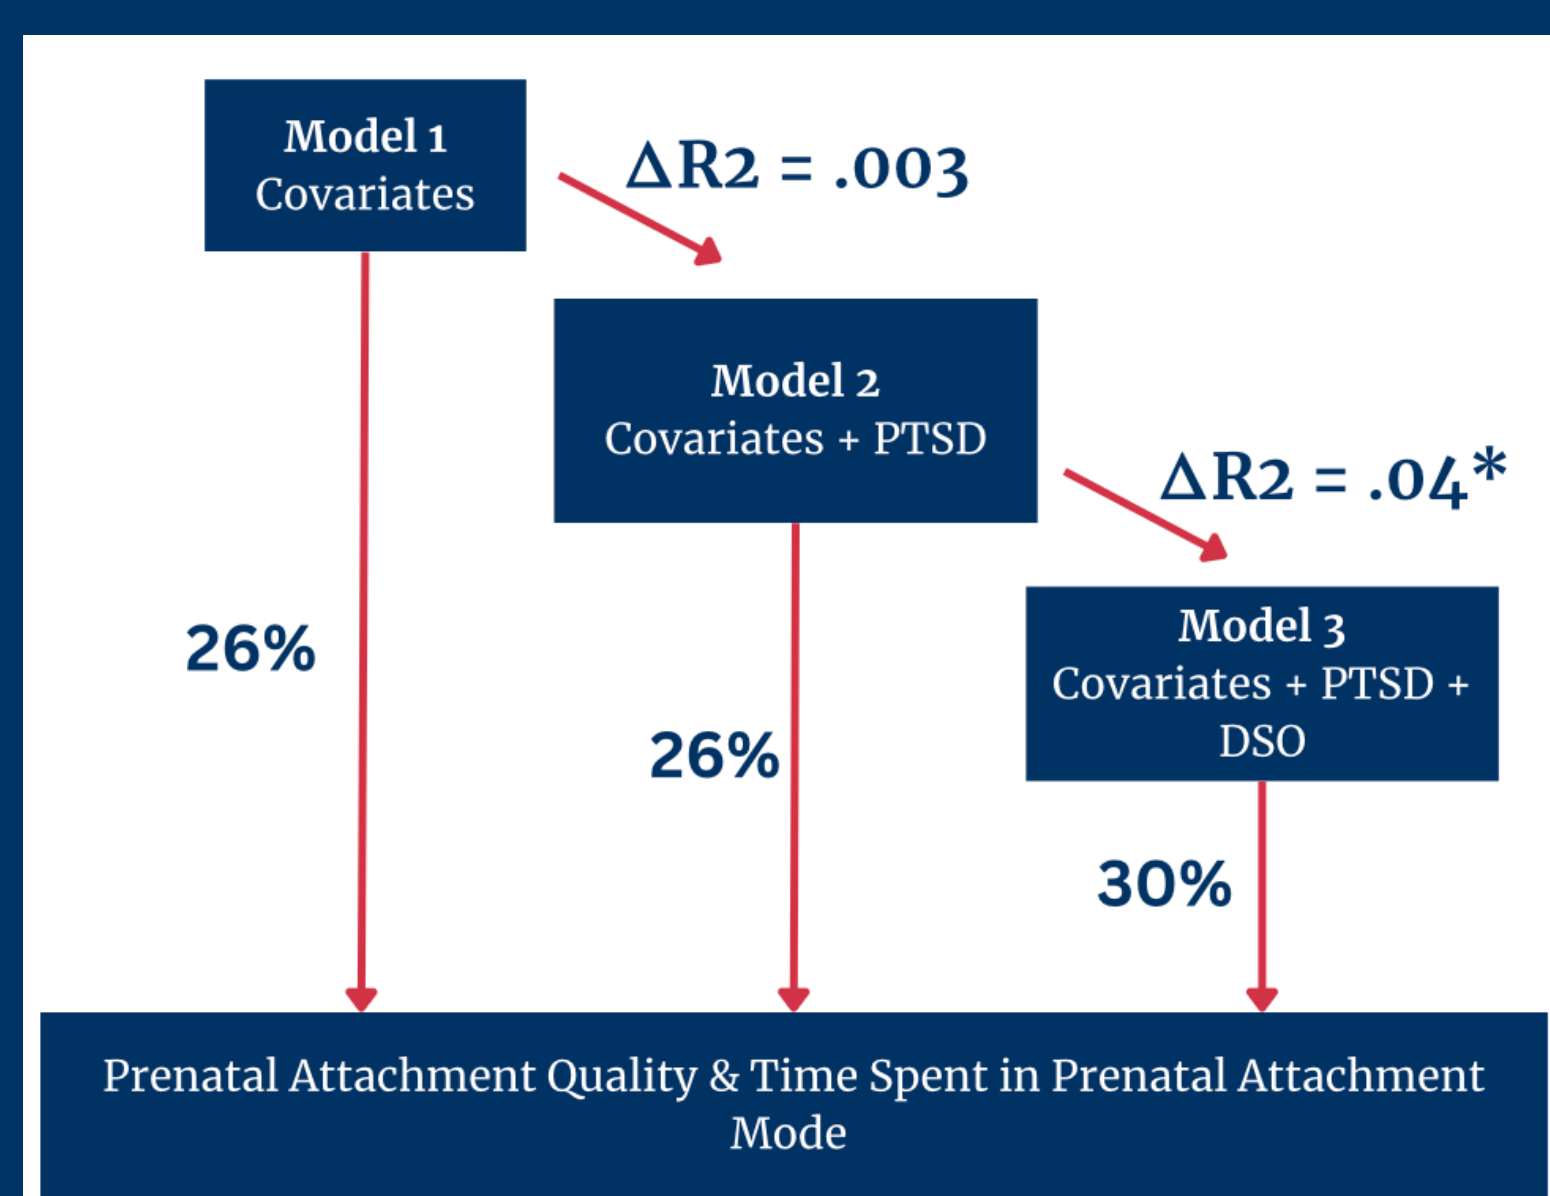 Model 1
Covariates
ΔR2 = .003
Model 2
Covariates + PTSD
ΔR2 = .04*
Model 3
Covariates + PTSD +
DSO
26%
26%
30%
Prenatal Attachment Quality & Time Spent in Prenatal Attachment
Mode